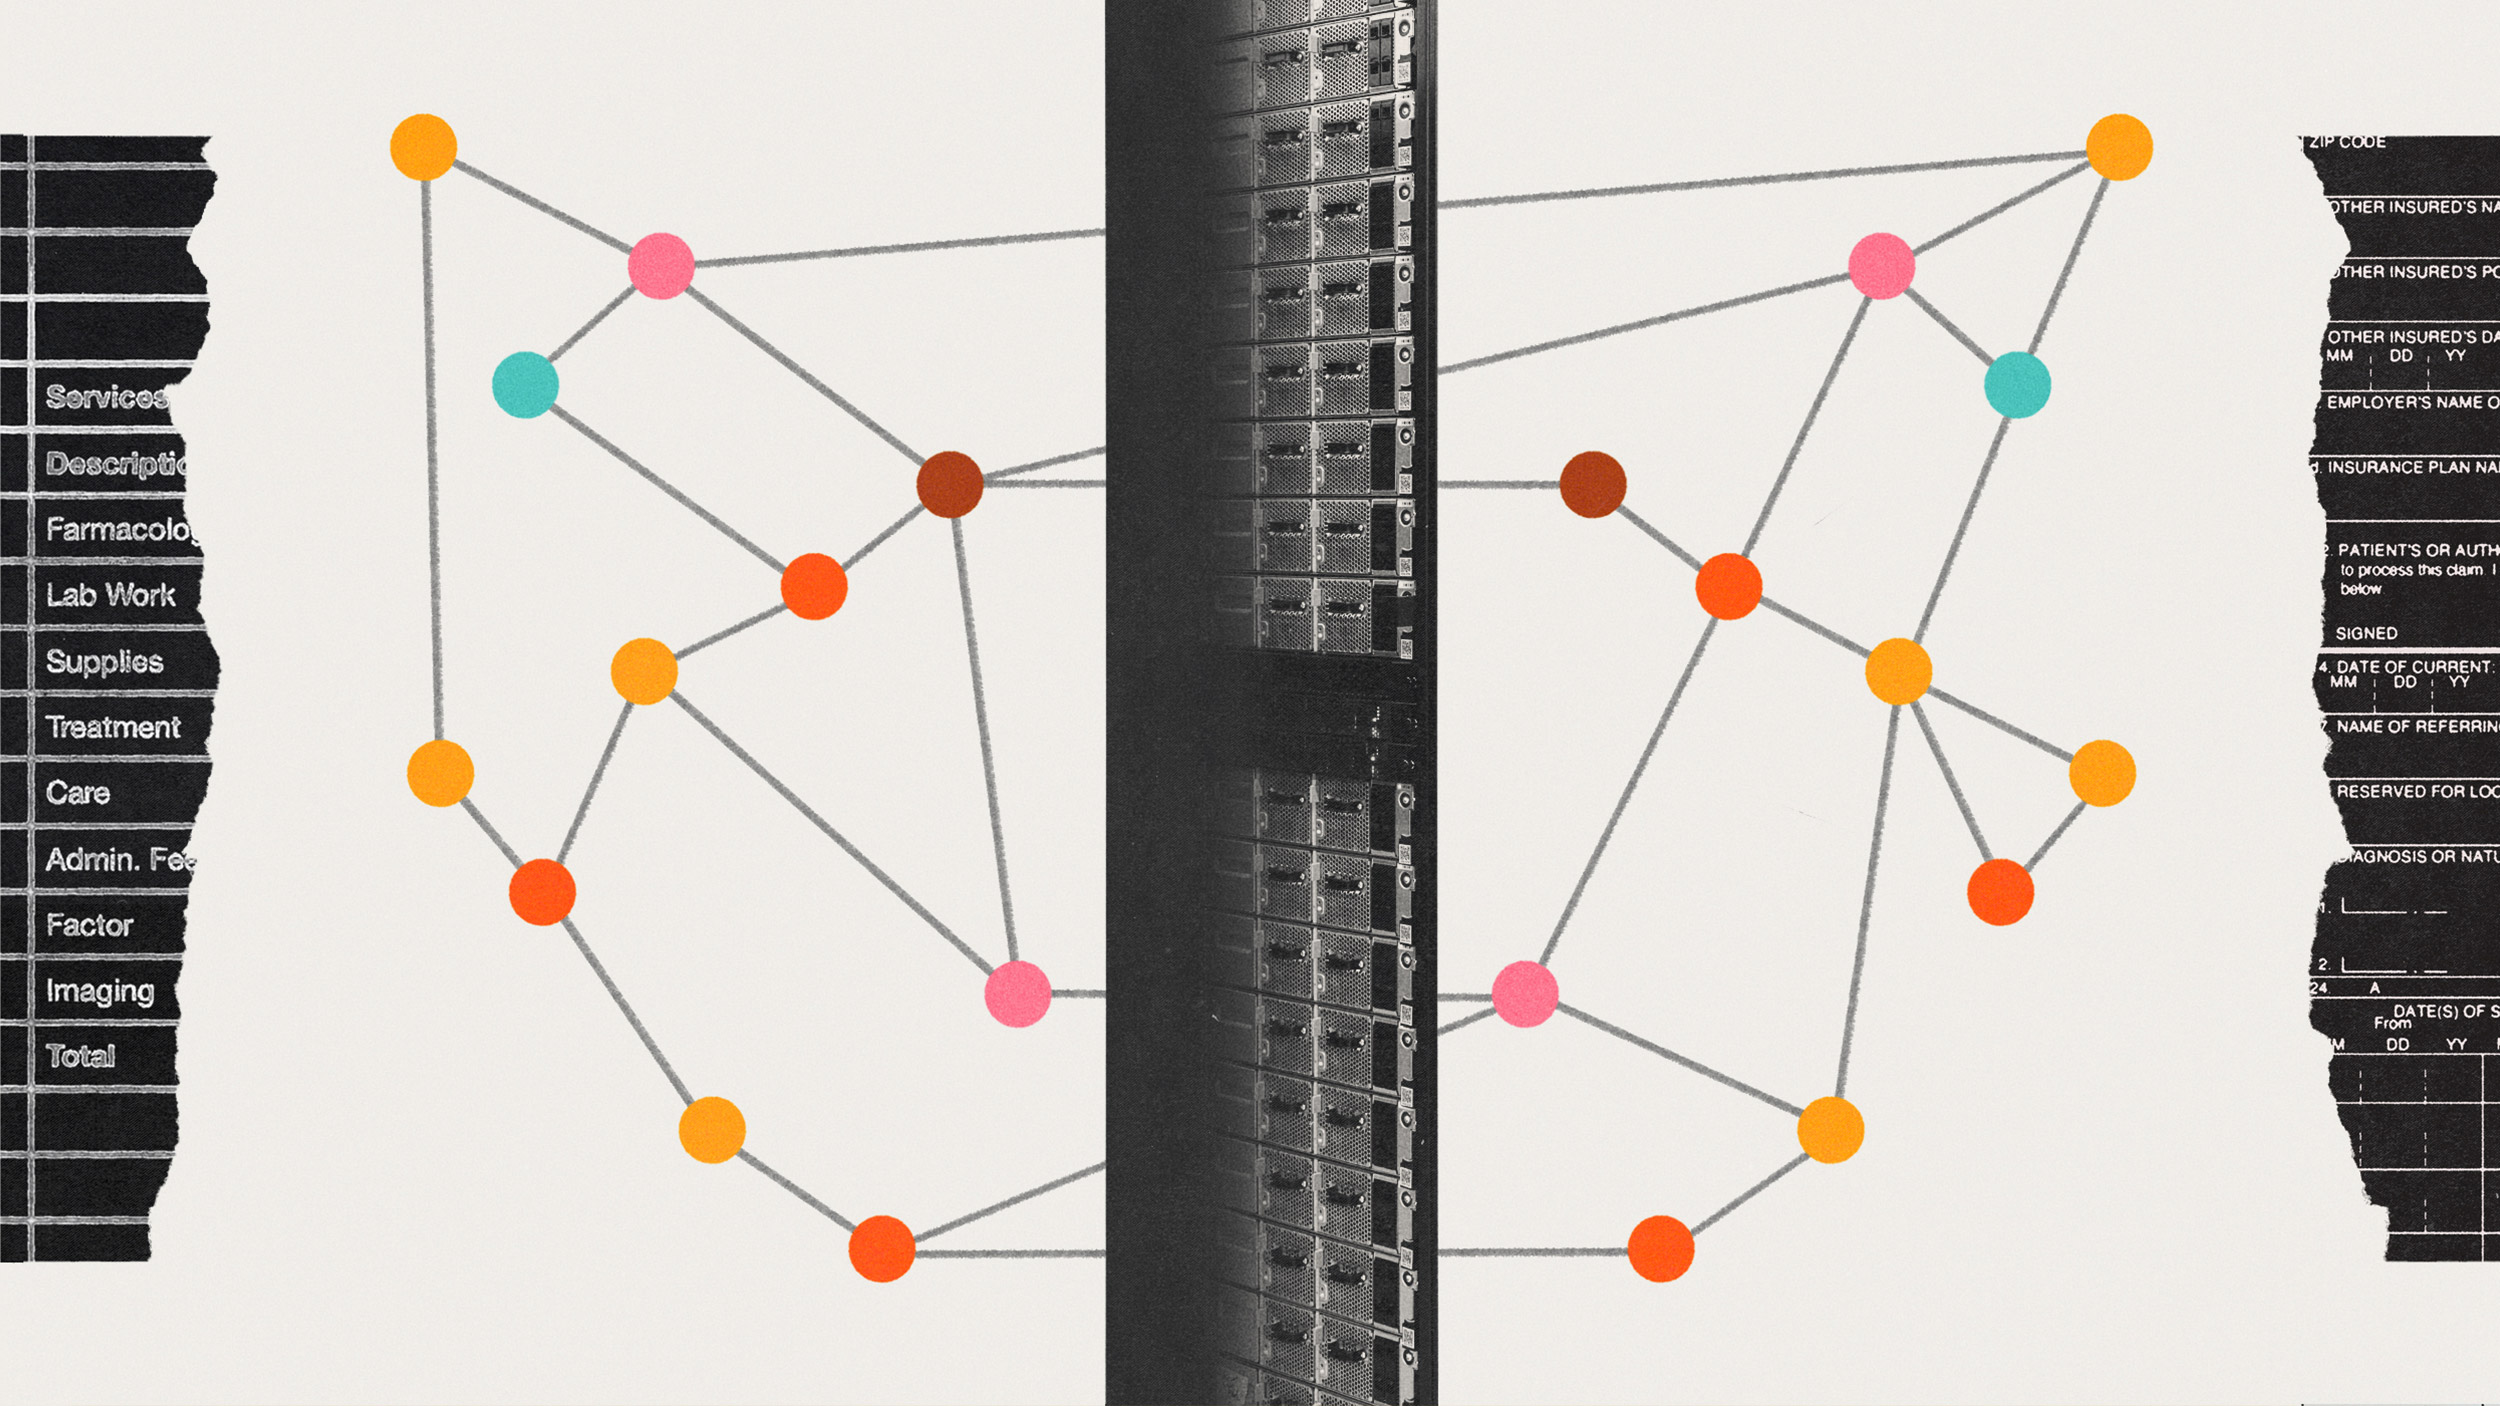 Services
Descriptio
Farmacolog
Lab Work
Supplies
Treatment
Care
Admin. Fee
Factor
Imaging
Total
ZIP CODE
OTHER INSURED'S NA
OTHER INSURED'S PO
OTHER INSURED'S DA
MM DD YY
EMPLOYER'S NAME O
d. INSURANCE PLAN NA
2. PATIENT'S OR AUTH
to process this claim. I
below
SIGNED
4. DATE OF CURRENT:
MM DD YY
7. NAME OF REFERRING
RESERVED FOR LOC
DIAGNOSIS OR NATU
1.
2.
24. A
DATE(S) OF S
From
MM DD YY